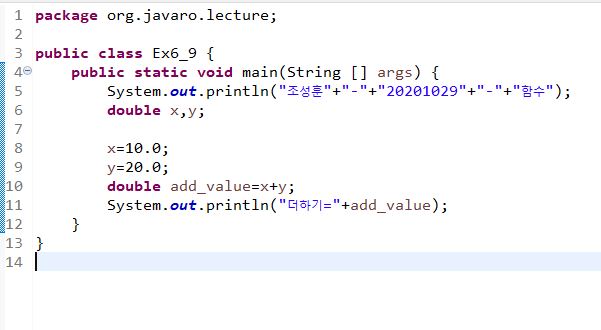 1 package org.javaro.lecture;
2
3 public class Ex6_9 {
4 public static void main(String [] args) {
5 System.out.println("조성훈"+"-"+"20201029"+"-"+"함수");
6 double x,y;
7
8 x=10.0;
9 y=20.0;
10 double add_value=x+y;
11 System.out.println("더하기="+add_value);
12 }
13 }
14